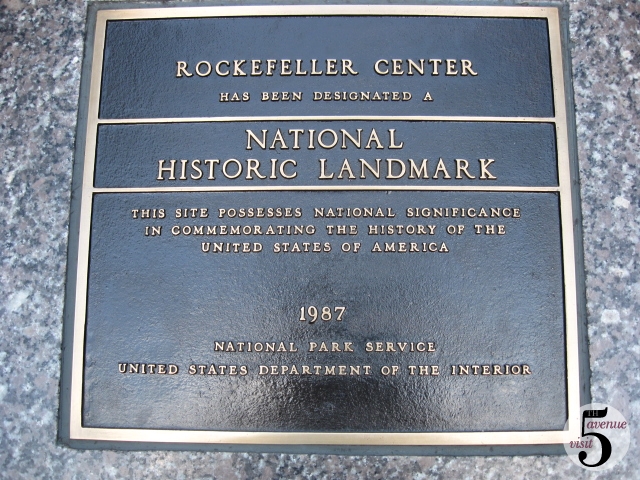 ROCKEFELLER CENTER
HAS BEEN DESIGNATED A
NATIONAL
HISTORIC LANDMARK
THIS SITE POSSESSES NATIONAL SIGNIFICANCE
IN COMMEMORATING THE HISTORY OF THE
UNITED STATES OF AMERICA
1987
NATIONAL PARK SERVICE
UNITED STATES DEPARTMENT OF THE INTERIOR
visit 5TH avenue